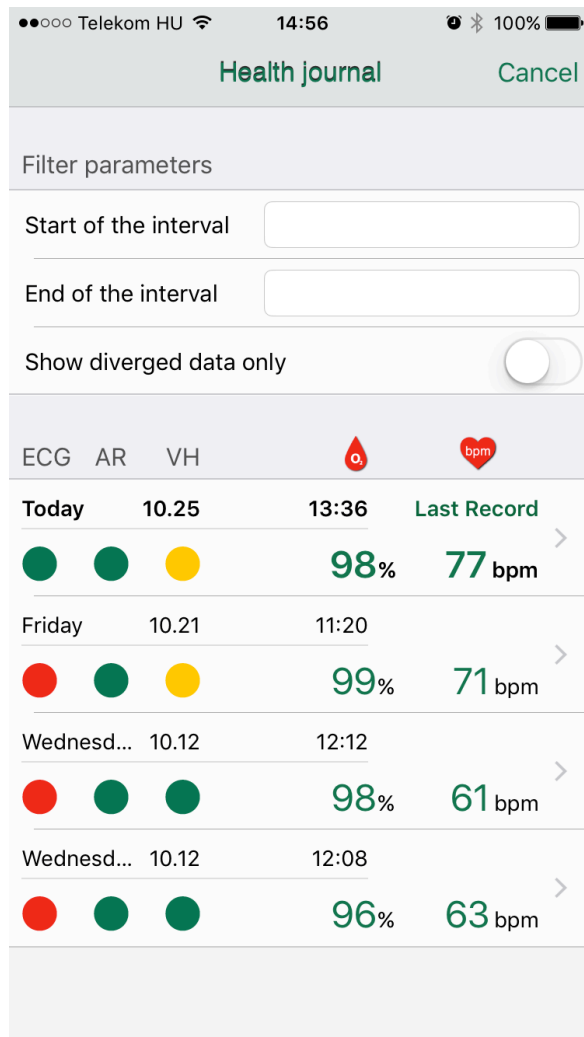 Telekom HU 14:56 100%
Health journal Cancel
Filter parameters
Start of the interval
End of the interval
Show diverged data only
ECG AR VH O₂ bpm
Today 10.25 13:36 Last Record
98% 77 bpm
Friday 10.21 11:20
99% 71 bpm
Wednesd... 10.12 12:12
98% 61 bpm
Wednesd... 10.12 12:08
96% 63 bpm